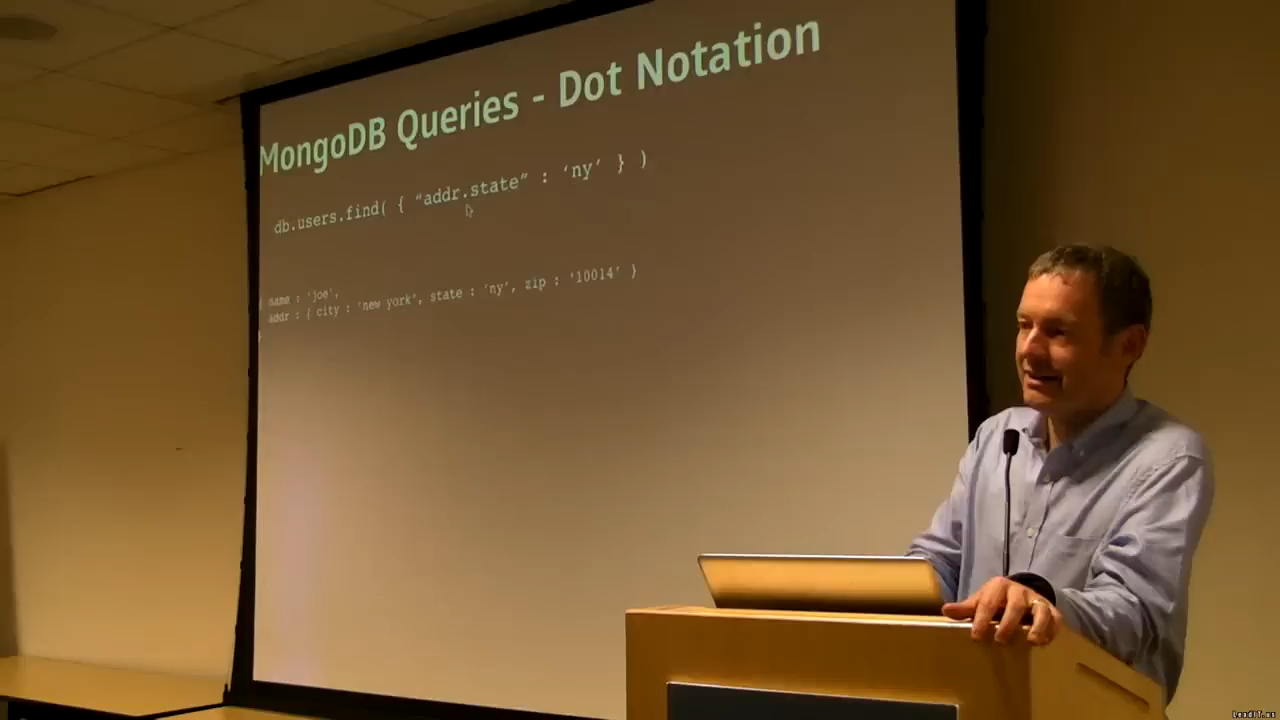 MongoDB Queries - Dot Notation
db.users.find( { “addr.state” : ‘ny’ } )
{ name : ‘joe’,
addr : { city : ‘new york’, state : ‘ny’, zip : ‘10014’ }
}